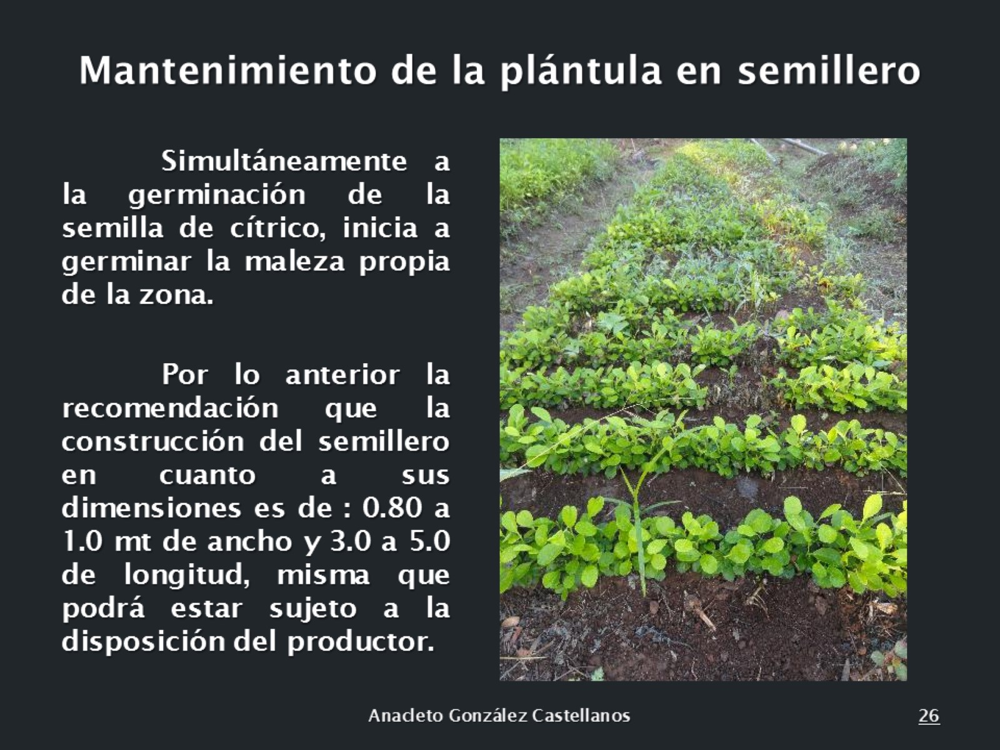 Mantenimiento de la plántula en semillero
Simultáneamente a
la germinación de la
semilla de cítrico, inicia a
germinar la maleza propia
de la zona.
Por lo anterior la
recomendación que la
construcción del semillero
en cuanto a sus
dimensiones es de : 0.80 a
1.0 mt de ancho y 3.0 a 5.0
de longitud, misma que
podrá estar sujeto a la
disposición del productor.
Anacleto González Castellanos
26